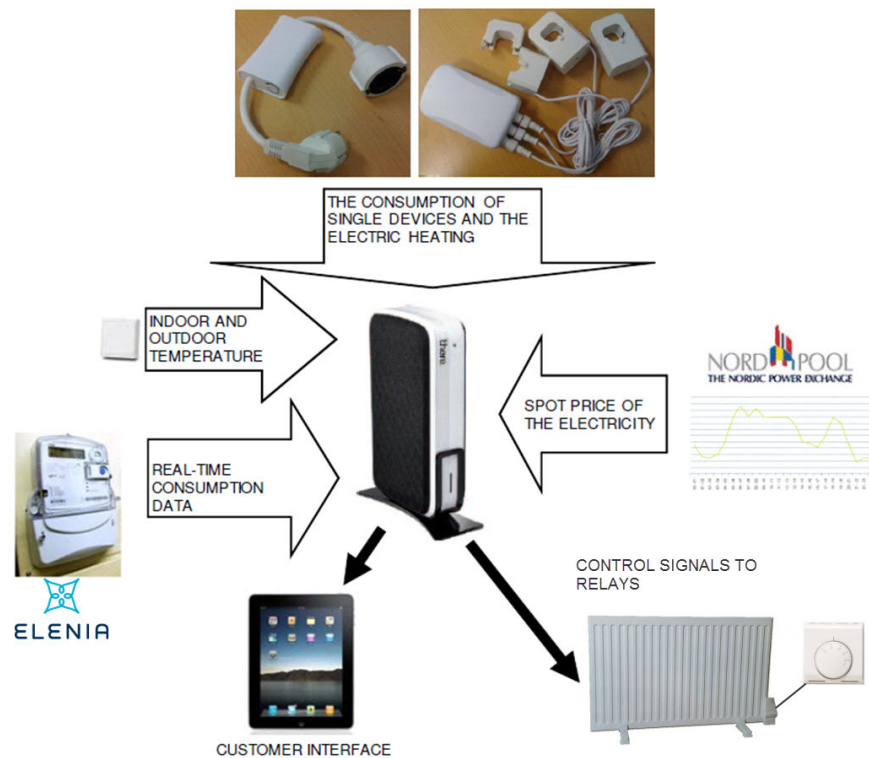 THE CONSUMPTION OF
SINGLE DEVICES AND THE
ELECTRIC HEATING
INDOOR AND
OUTDOOR
TEMPERATURE
there
NORD POOL
THE NORDIC POWER EXCHANGE
SPOT PRICE OF
THE ELECTRICITY
REAL-TIME
CONSUMPTION
DATA
ELENIA
CONTROL SIGNALS TO
RELAYS
CUSTOMER INTERFACE